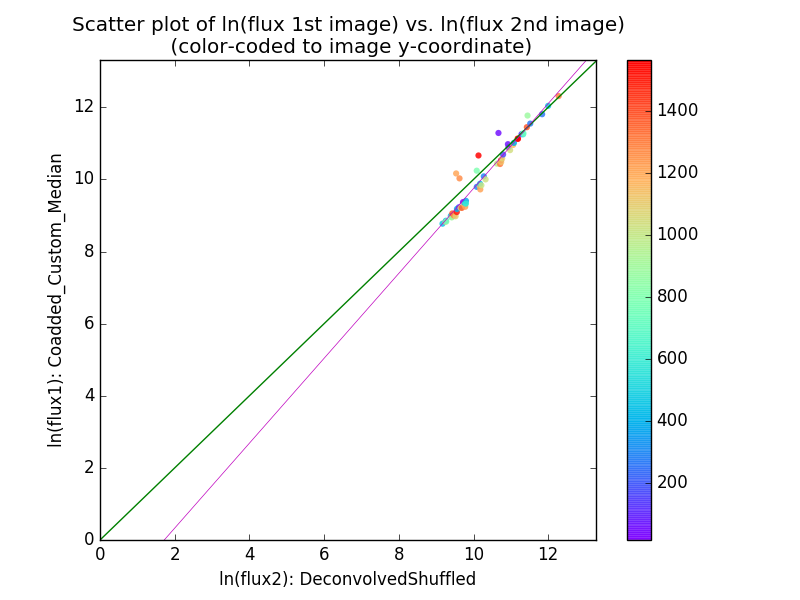 Scatter plot of ln(flux 1st image) vs. ln(flux 2nd image)
(color-coded to image y-coordinate)
ln(flux1): Coadded_Custom_Median
12
10
8
6
4
2
0
0 2 4 6 8 10 12
ln(flux2): DeconvolvedShuffled
1400
1200
1000
800
600
400
200